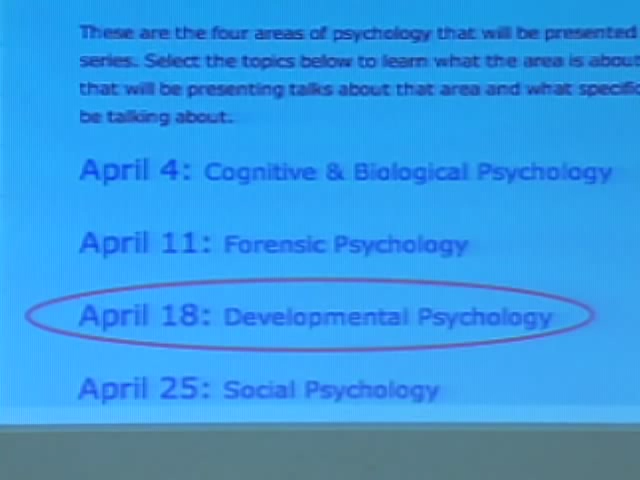 These are the four areas of psychology that will be presented
series. Select the topics below to learn what the area is about
that will be presenting talks about that area and what specific
be talking about.
April 4: Cognitive & Biological Psychology
April 11: Forensic Psychology
April 18: Developmental Psychology
April 25: Social Psychology